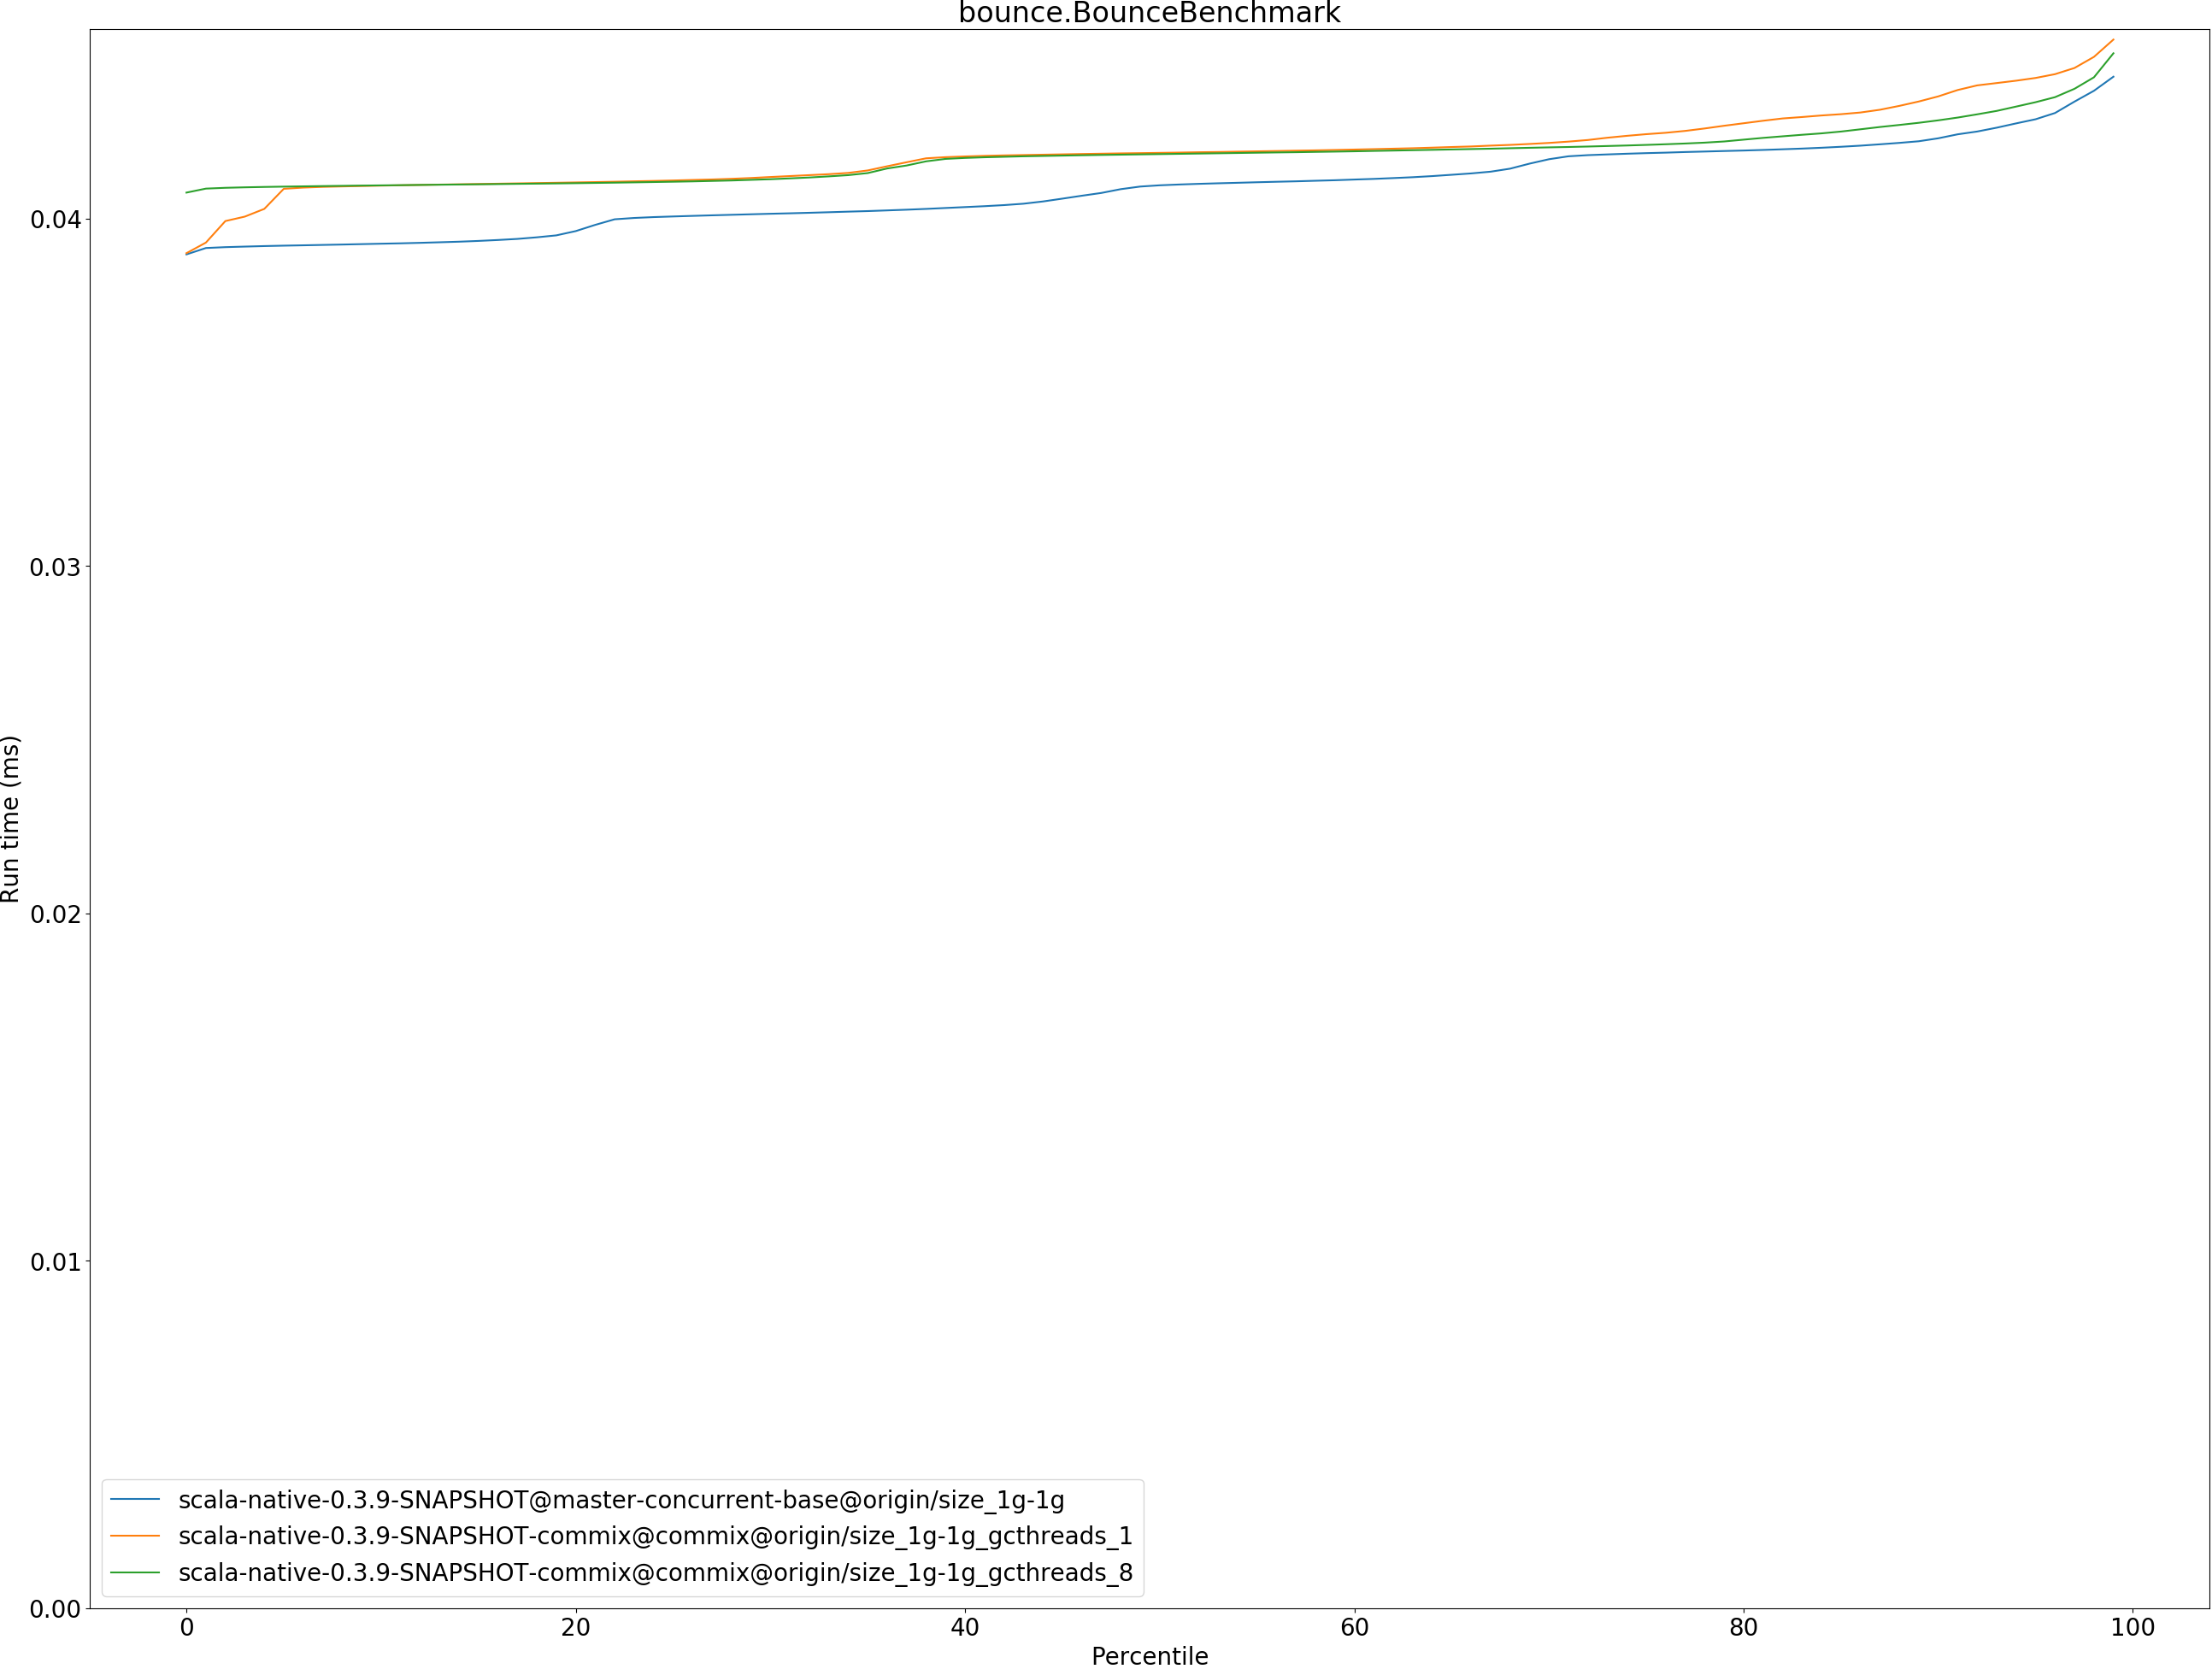 bounce.BounceBenchmark
Run time (ms)
0.04
0.03
0.02
0.01
0.00
scala-native-0.3.9-SNAPSHOT@master-concurrent-base@origin/size_1g-1g
scala-native-0.3.9-SNAPSHOT-commix@commix@origin/size_1g-1g_gcthreads_1
scala-native-0.3.9-SNAPSHOT-commix@commix@origin/size_1g-1g_gcthreads_8
0 20 40 60 80 100
Percentile